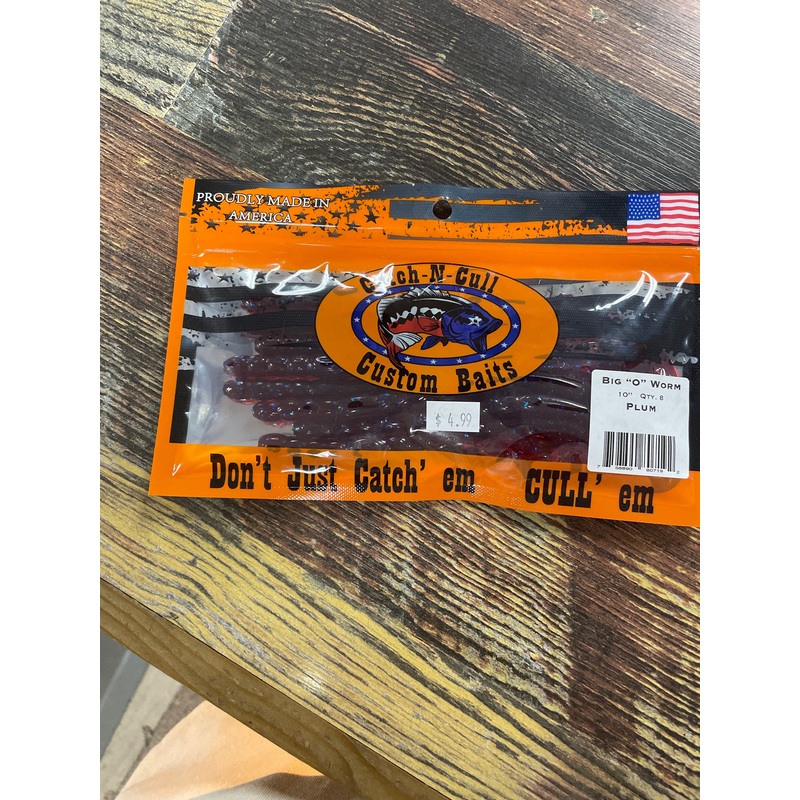 PROUDLY MADE IN
AMERICA
Catch-N-Cull
Custom Baits
BIG "O" WORM
10" QTY. 8
PLUM
$ 4.99
Don't Just Catch' em CULL' em